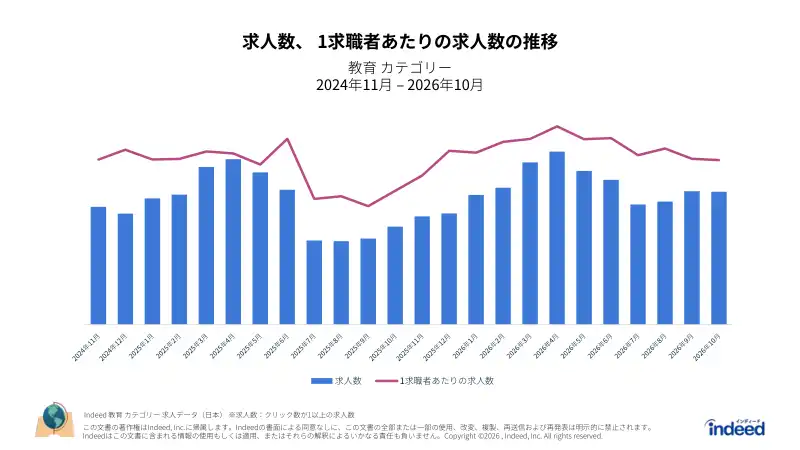 求人数、 1求職者あたりの求人数の推移
教育 カテゴリー
2024年11月 – 2026年10月
2024年11月
2024年12月
2025年1月
2025年2月
2025年3月
2025年4月
2025年5月
2025年6月
2025年7月
2025年8月
2025年9月
2025年10月
2025年11月
2025年12月
2026年1月
2026年2月
2026年3月
2026年4月
2026年5月
2026年6月
2026年7月
2026年8月
2026年9月
2026年10月
求人数
1求職者あたりの求人数
Indeed 教育 カテゴリー 求人データ（日本） ※求人数：クリック数が1以上の求人数
この文書の著作権はIndeed, Inc.に帰属します。Indeedの書面による同意なしに、この文書の全部または一部の使用、改変、複製、再送信および再発表は明示的に禁止されます。
Indeedはこの文書に含まれる情報の使用もしくは適用、またはそれらの解釈によるいかなる責任も負いません。Copyright ©2026 , Indeed, Inc. All rights reserved.
インディード
indeed